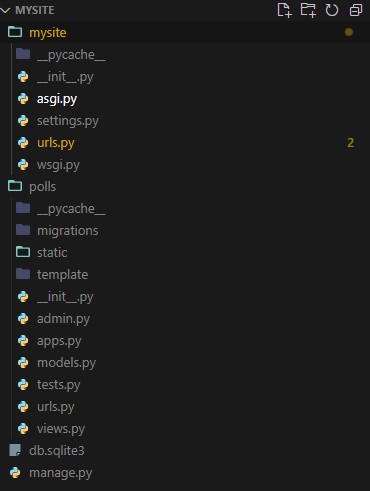 MYSITE
mysite
__pycache__
__init__.py
asgi.py
settings.py
urls.py 2
wsgi.py
polls
__pycache__
migrations
static
template
__init__.py
admin.py
apps.py
models.py
tests.py
urls.py
views.py
db.sqlite3
manage.py